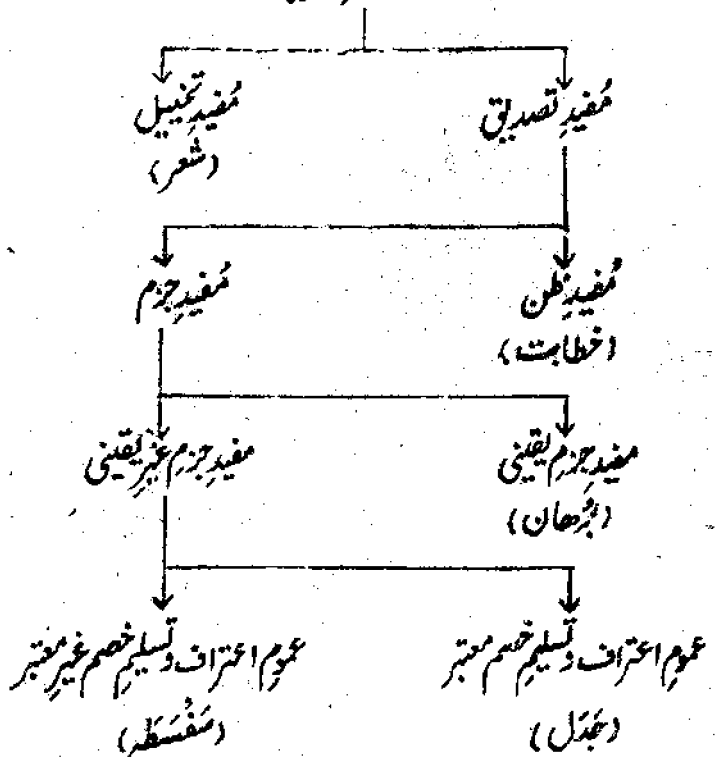 مُفیدِ تصدیق
مُفیدِ تخییل
(شعر)
مُفیدِ ظن
(خطابت)
مُفیدِ جزم
مفیدِ جزمِ یقینی
(بُرھان)
مفیدِ جزمِ غیرِ یقینی
عمومِ اعتراف و تسلیمِ خصم معتبر
(جَدَل)
عمومِ اعتراف و تسلیمِ خصم غیرِ معتبر
(سَفْسَطَہ)